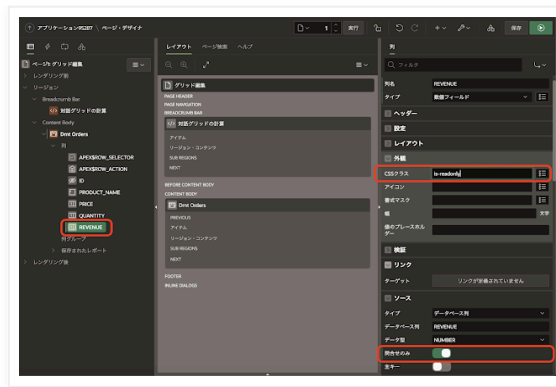 アプリケーション95287 \ ページ・デザイナ
1
実行
保存
ページ1: グリッド編集
レンダリング前
リージョン
Breadcrumb Bar
対話グリッドの計算
Content Body
Dmt Orders
列
APEX$ROW_SELECTOR
APEX$ROW_ACTION
ID
PRODUCT_NAME
PRICE
QUANTITY
REVENUE
列グループ
保存されたレポート
レンダリング後
レイアウト
ページ検索
ヘルプ
グリッド編集
PAGE HEADER
PAGE NAVIGATION
BREADCRUMB BAR
対話グリッドの計算
アイテム
リージョン・コンテンツ
SUB REGIONS
NEXT
BEFORE CONTENT BODY
CONTENT BODY
Dmt Orders
PREVIOUS
アイテム
リージョン・コンテンツ
SUB REGIONS
NEXT
FOOTER
INLINE DIALOGS
列
フィルタ
列名
REVENUE
タイプ
数値フィールド
ヘッダー
設定
レイアウト
外観
CSSクラス
is-readonly
アイコン
書式マスク
幅
文字
値のプレースホルダー
検証
リンク
ターゲット
リンクが定義されていません
ソース
タイプ
データベース列
データベース列
REVENUE
データ型
NUMBER
問合せのみ
主キー